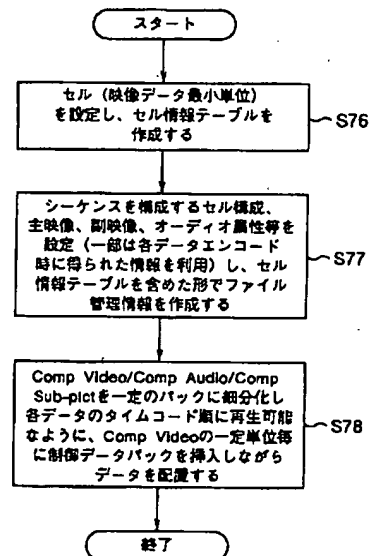 スタート
セル（映像データ最小単位）
を設定し、セル情報テーブルを
作成する
S76
シーケンスを構成するセル構成、
主映像、副映像、オーディオ属性等を
設定（一部は各データエンコード
時に得られた情報を利用）し、セル
情報テーブルを含めた形でファイル
管理情報を作成する
S77
Comp Video/Comp Audio/Comp
Sub-pictを一定のパックに細分化し
各データのタイムコード順に再生可能
なように、Comp Videoの一定単位毎
に制御データパックを挿入しながら
データを配置する
S78
終了